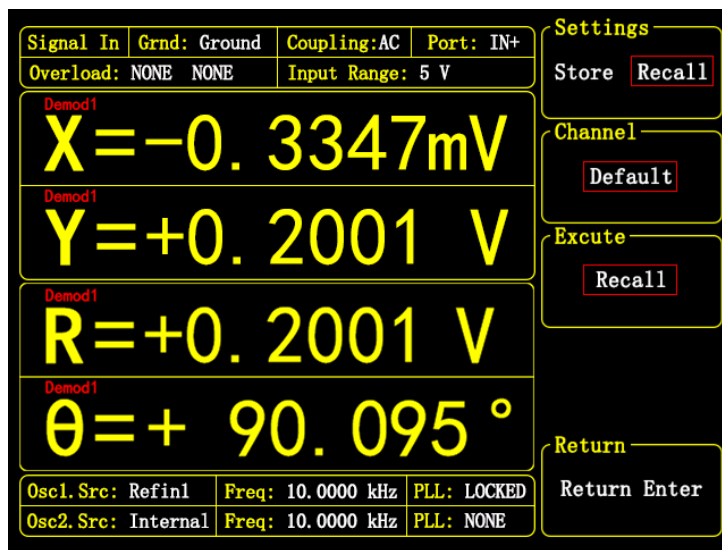 Signal In Grnd: Ground Coupling:AC Port: IN+
Overload: NONE NONE Input Range: 5 V
Demod1
X=-0.3347mV
Demod1
Y=+0.2001 V
Demod1
R=+0.2001 V
Demod1
θ=+ 90.095°
Osc1.Src: Refin1 Freq: 10.0000 kHz PLL: LOCKED
Osc2.Src: Internal Freq: 10.0000 kHz PLL: NONE
Settings
Store Recall
Channel
Default
Excute
Recall
Return
Return Enter